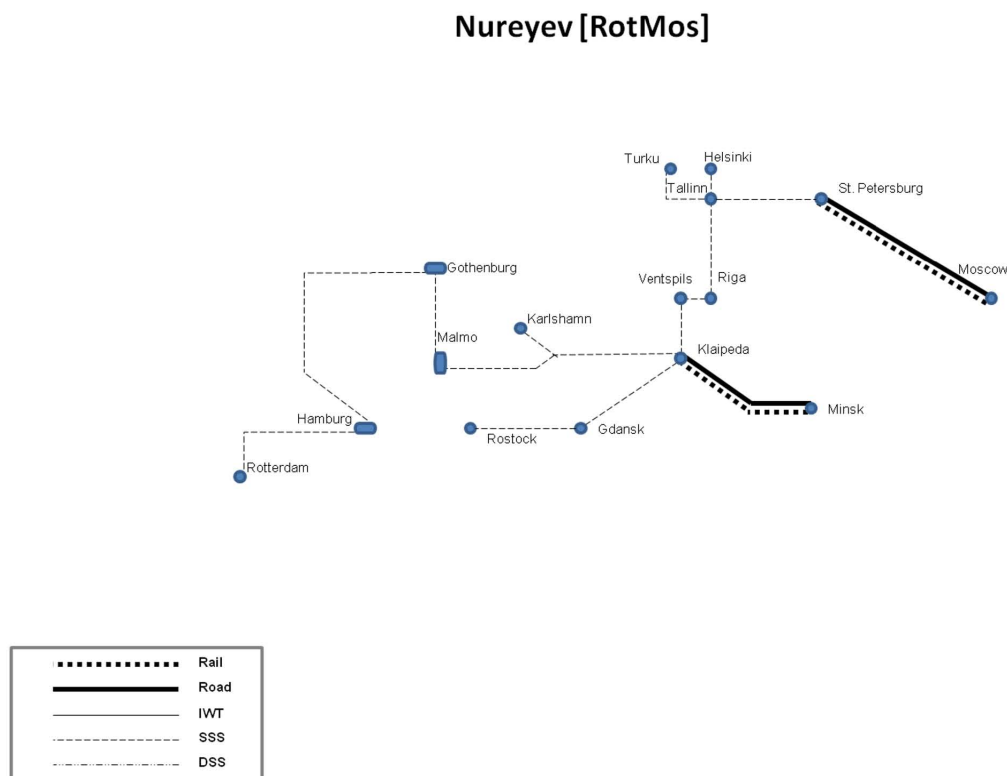 Nureyev [RotMos]
Turku
Helsinki
Tallinn
St. Petersburg
Gothenburg
Ventspils
Riga
Moscow
Karlshamn
Malmo
Klaipeda
Hamburg
Minsk
Rostock
Gdansk
Rotterdam
Rail
Road
IWT
SSS
DSS